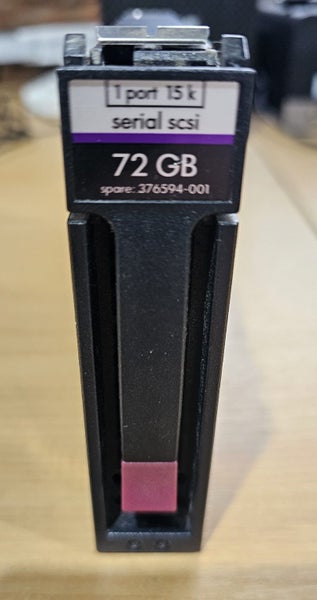 1 port 15 k
serial scsi
72 GB
spare: 376594-001